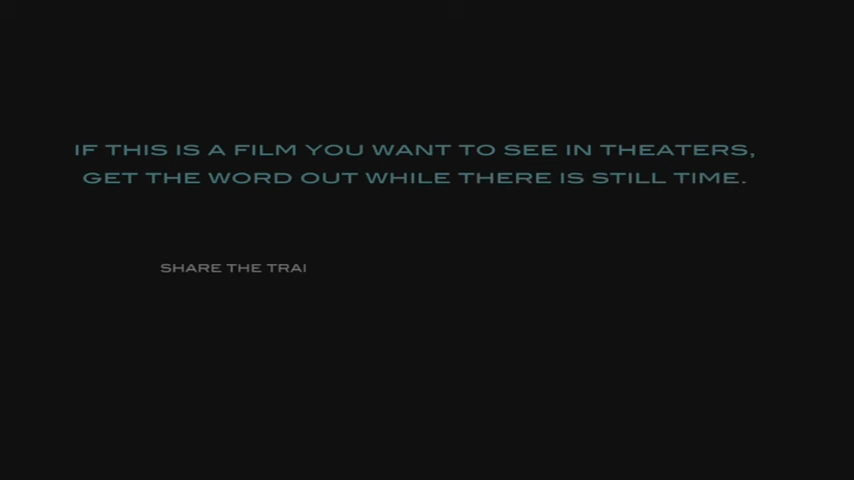 IF THIS IS A FILM YOU WANT TO SEE IN THEATERS,
GET THE WORD OUT WHILE THERE IS STILL TIME.
SHARE THE TRAI